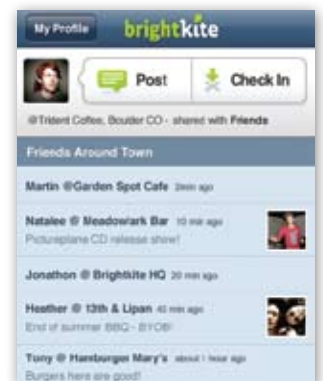 My Profile
brightkite
Post
Check In
@Trident Coffee, Boulder CO - shared with Friends
Friends Around Town
Martin @Garden Spot Cafe 2min ago
Natalee @ Meadowlark Bar 10 min ago
Pictureplane CD release show!
Jonathon @ Brightkite HQ 20 min ago
Heather @ 13th & Lipan 42 min ago
End of summer BBQ - BYOB!
Tony @ Hamburger Mary's about 1 hour ago
Burgers here are good!